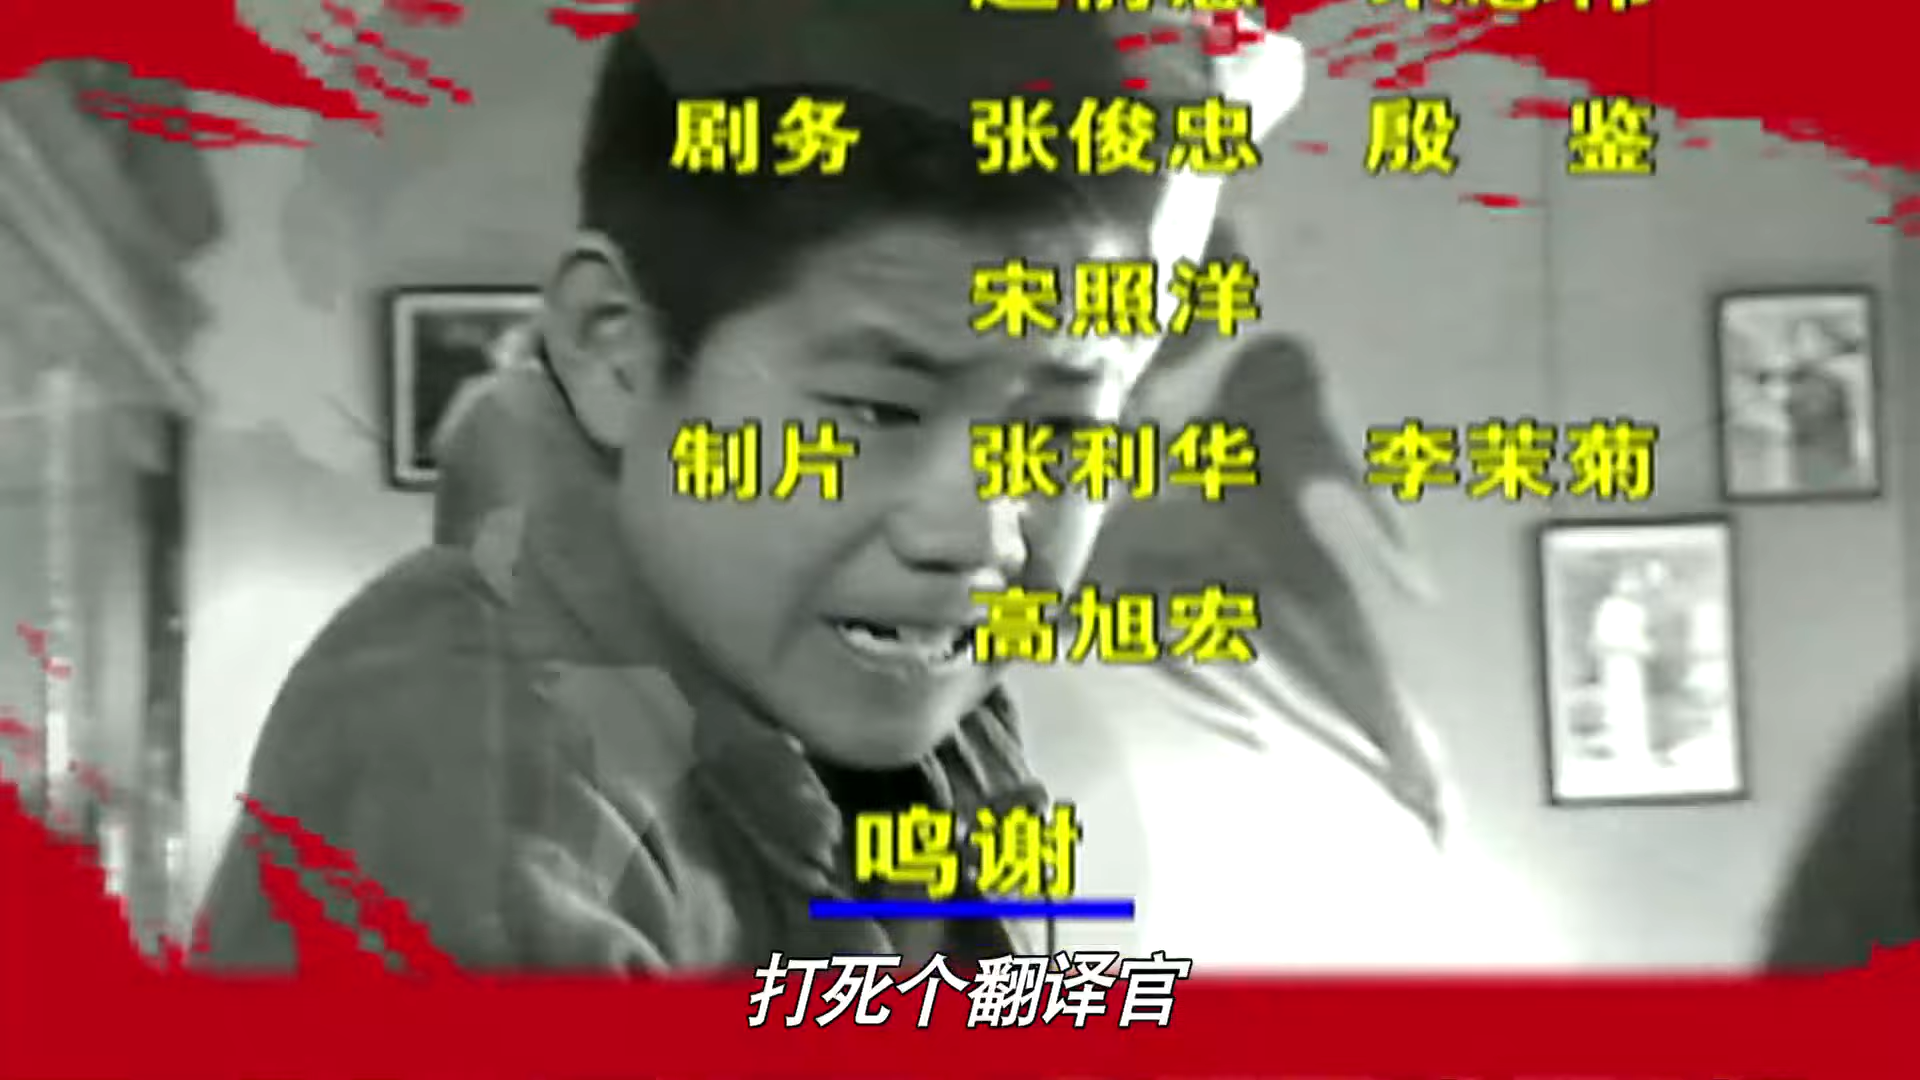 剧务 张俊忠 殷 鉴
宋照洋
制片 张利华 李茉菊
高旭宏
鸣谢
打死个翻译官